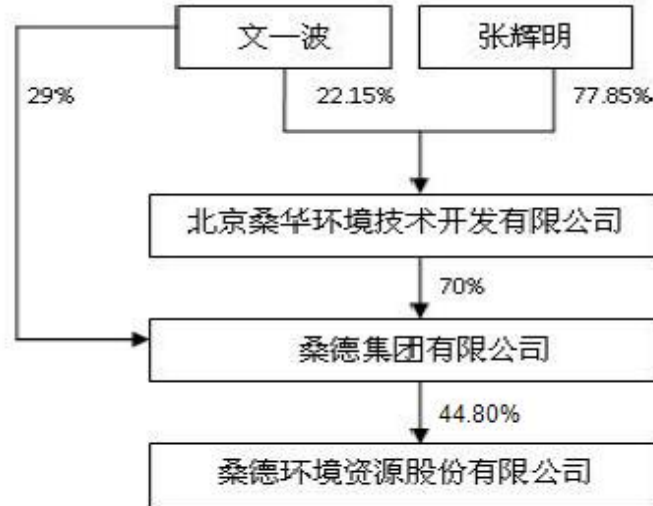 文一波
张辉明
29%
22.15%
77.85%
北京桑华环境技术开发有限公司
70%
桑德集团有限公司
44.80%
桑德环境资源股份有限公司